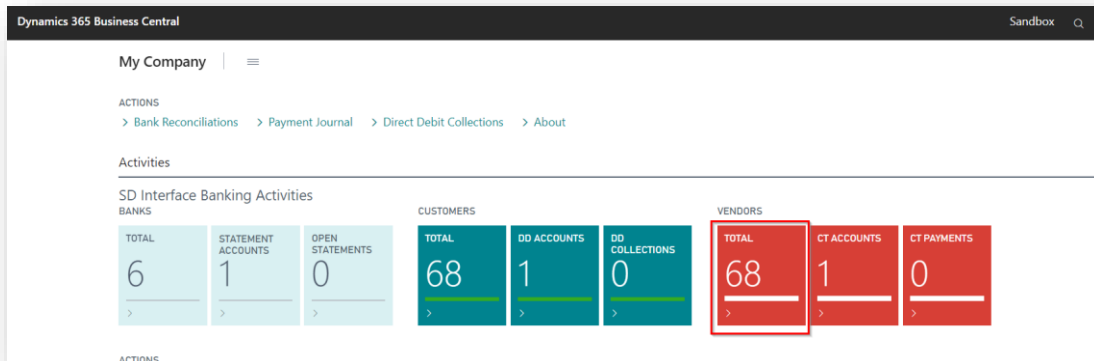 Dynamics 365 Business Central
Sandbox
My Company
ACTIONS
> Bank Reconciliations > Payment Journal > Direct Debit Collections > About
Activities
SD Interface Banking Activities
BANKS
TOTAL
6
STATEMENT
ACCOUNTS
1
OPEN
STATEMENTS
0
CUSTOMERS
TOTAL
68
DD ACCOUNTS
1
DD
COLLECTIONS
0
VENDORS
TOTAL
68
CT ACCOUNTS
1
CT PAYMENTS
0
ACTIONS